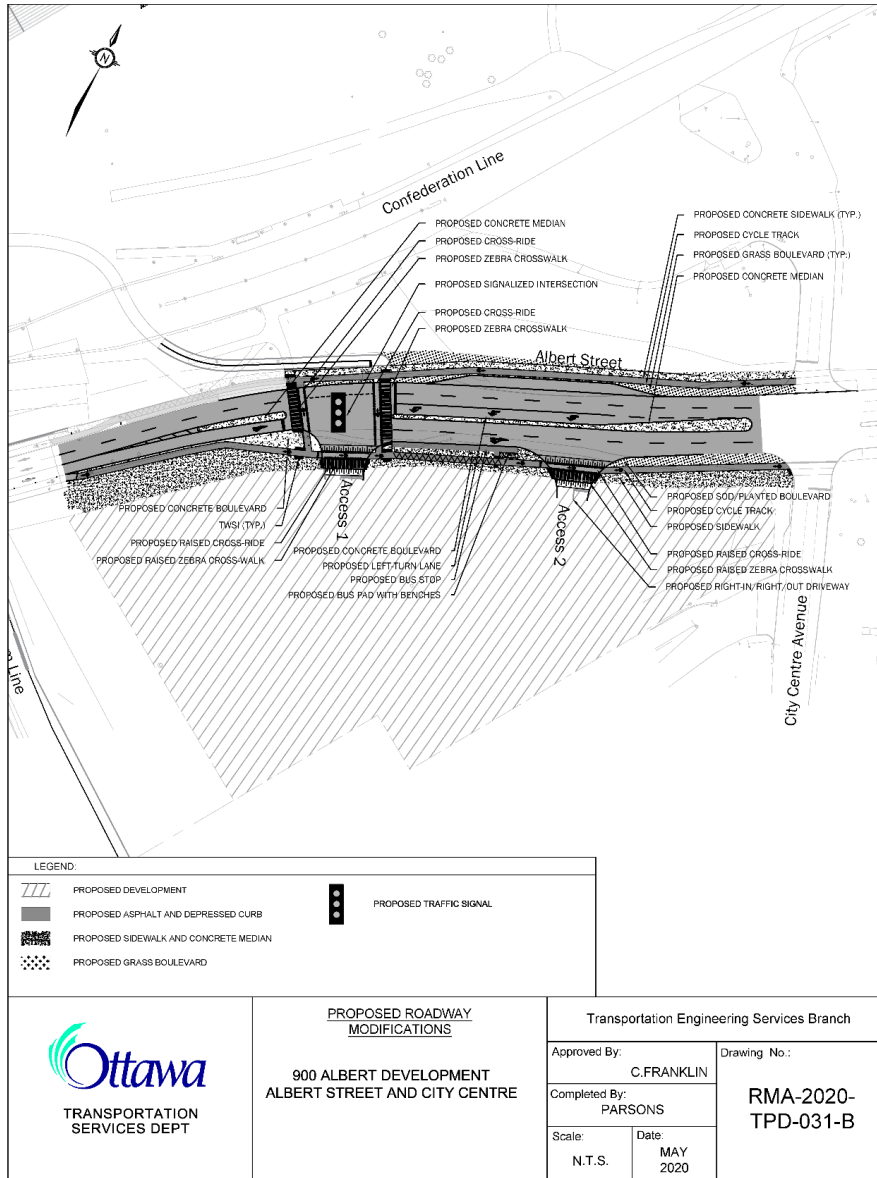 N
Confederation Line
PROPOSED CONCRETE MEDIAN
PROPOSED CROSS-RIDE
PROPOSED ZEBRA CROSSWALK
PROPOSED SIGNALIZED INTERSECTION
PROPOSED CROSS-RIDE
PROPOSED ZEBRA CROSSWALK
PROPOSED CONCRETE SIDEWALK (TYP.)
PROPOSED CYCLE TRACK
PROPOSED GRASS BOULEVARD (TYP.)
PROPOSED CONCRETE MEDIAN
Albert Street
PROPOSED CONCRETE BOULEVARD
TWSI (TYP.)
PROPOSED RAISED CROSS-RIDE
PROPOSED RAISED ZEBRA CROSS-WALK
Access 1
PROPOSED CONCRETE BOULEVARD
PROPOSED LEFT-TURN LANE
PROPOSED BUS STOP
PROPOSED BUS PAD WITH BENCHES
Access 2
PROPOSED SOD/PLANTED BOULEVARD
PROPOSED CYCLE TRACK
PROPOSED SIDEWALK
PROPOSED RAISED CROSS-RIDE
PROPOSED RAISED ZEBRA CROSSWALK
PROPOSED RIGHT-IN/RIGHT/OUT DRIVEWAY
City Centre Avenue
m Line
LEGEND:
PROPOSED DEVELOPMENT
PROPOSED ASPHALT AND DEPRESSED CURB
PROPOSED SIDEWALK AND CONCRETE MEDIAN
PROPOSED GRASS BOULEVARD
PROPOSED TRAFFIC SIGNAL
Ottawa
TRANSPORTATION
SERVICES DEPT
PROPOSED ROADWAY
MODIFICATIONS
900 ALBERT DEVELOPMENT
ALBERT STREET AND CITY CENTRE
Transportation Engineering Services Branch
Approved By:
C.FRANKLIN
Completed By:
PARSONS
Scale:
N.T.S.
Date:
MAY
2020
Drawing No.:
RMA-2020-
TPD-031-B